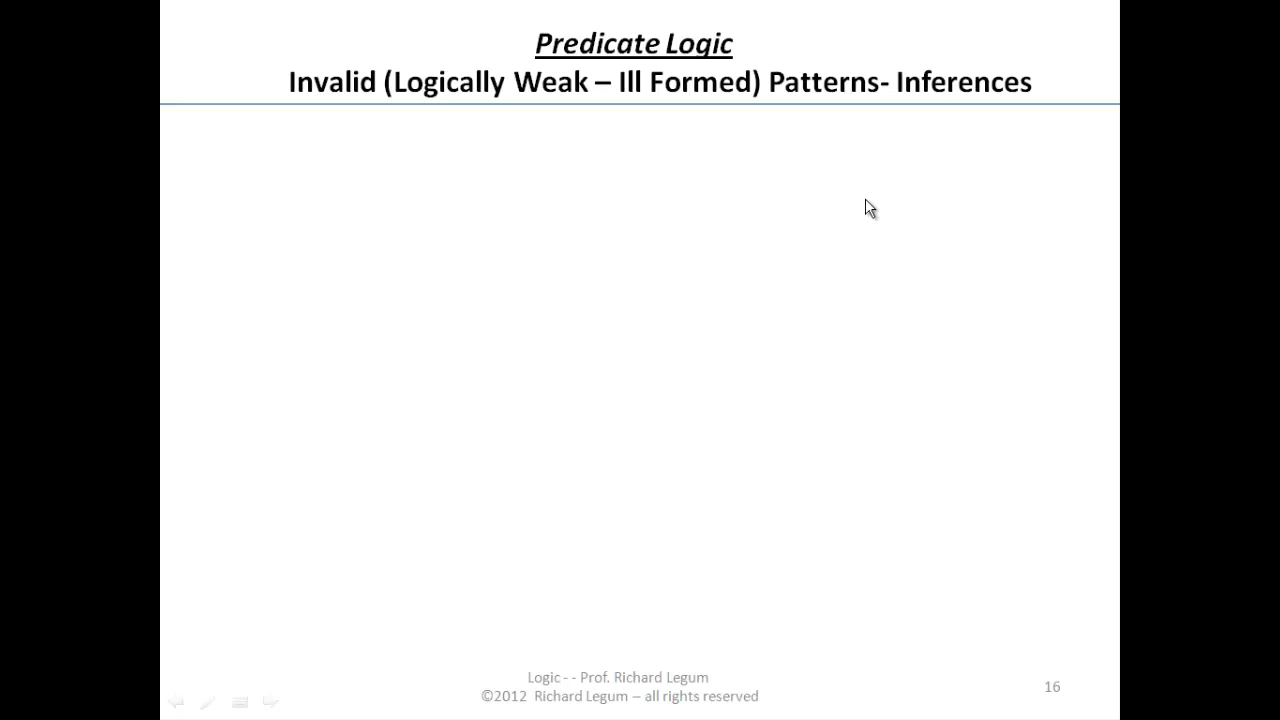 Predicate Logic
Invalid (Logically Weak – Ill Formed) Patterns- Inferences
Logic - - Prof. Richard Legum
©2012 Richard Legum – all rights reserved
16